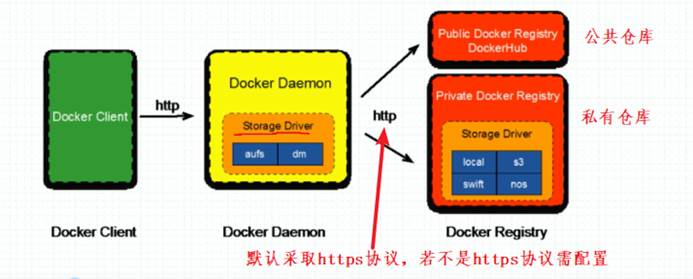 Docker Client
http
Docker Daemon
Storage Driver
aufs
dm
http
Public Docker Registry
DockerHub
公共仓库
Private Docker Registry
私有仓库
Storage Driver
local
s3
swift
nos
Docker Client
Docker Daemon
Docker Registry
默认采取https协议，若不是https协议需配置